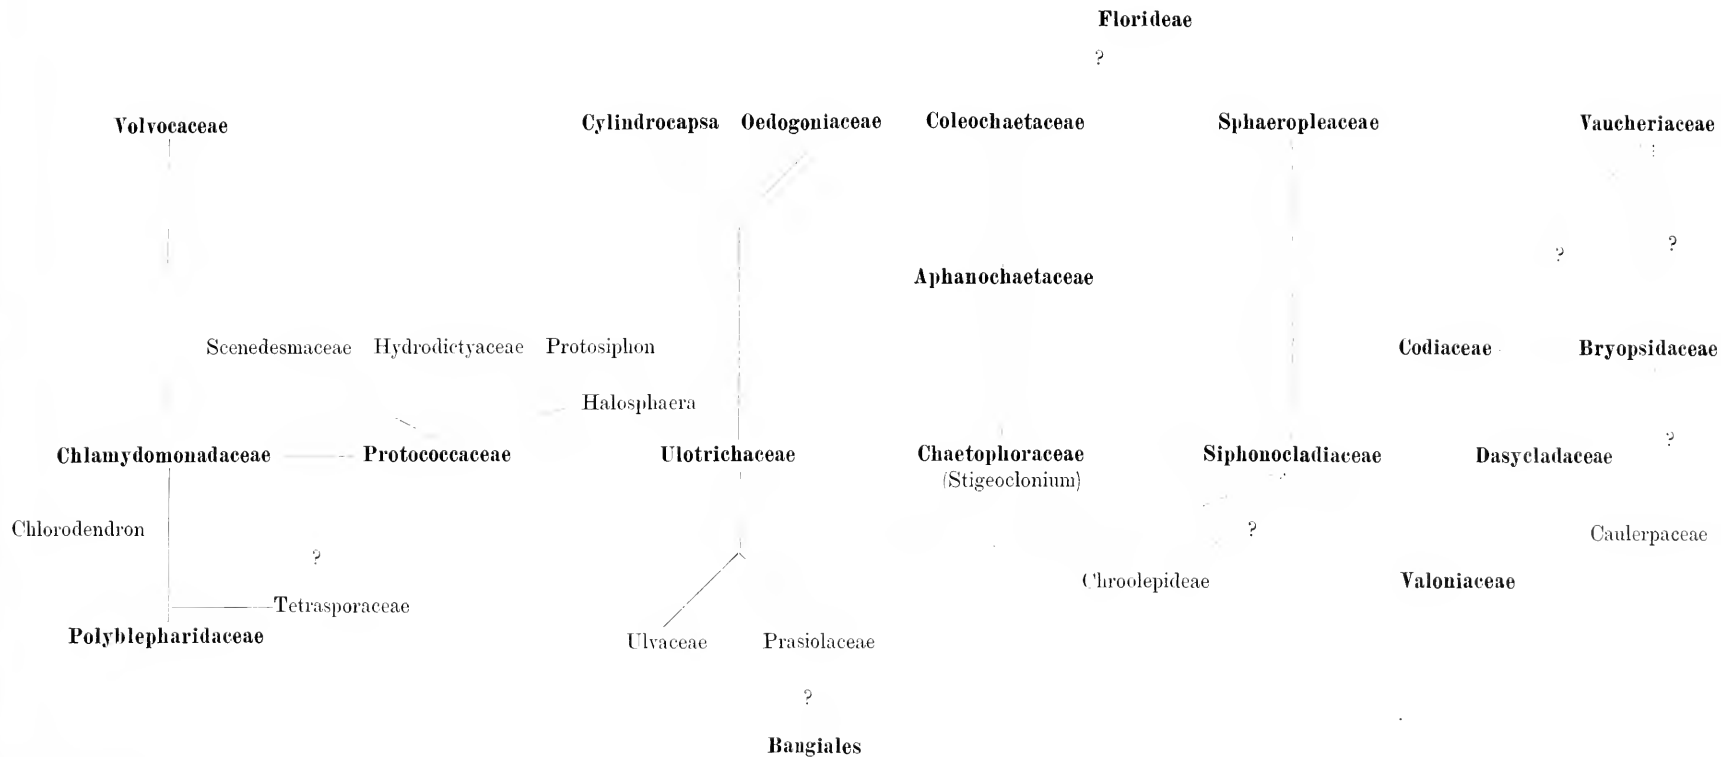 Florideae
?
Volvocaceae Cylindrocapsa Oedogoniaceae Coleochaetaceae Sphaeropleaceae Vaucheriaceae
? ?
Aphanochaetaceae
Scenedesmaceae Hydrodictyaceae Protosiphon Codiaceae Bryopsidaceae
Halosphaera
?
Chlamydomonadaceae Protococcaceae Ulotrichaceae Chaetophoraceae Siphonocladiaceae Dasycladaceae
(Stigeoclonium)
Chlorodendron ? Caulerpaceae
?
Chroolepideae Valoniaceae
Tetrasporaceae
Polyblepharidaceae Ulvaceae Prasiolaceae
?
Bangiales